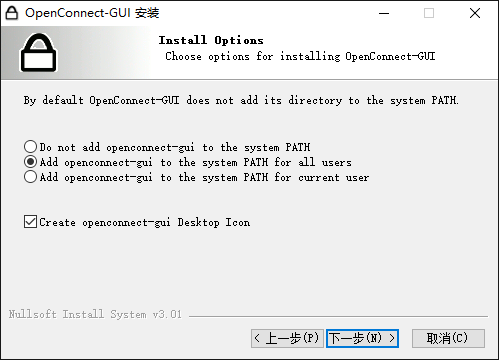 OpenConnect-GUI 安装
Install Options
Choose options for installing OpenConnect-GUI
By default OpenConnect-GUI does not add its directory to the system PATH.
Do not add openconnect-gui to the system PATH
Add openconnect-gui to the system PATH for all users
Add openconnect-gui to the system PATH for current user
Create openconnect-gui Desktop Icon
Nullsoft Install System v3.01
< 上一步(P) 下一步(N) > 取消(C)